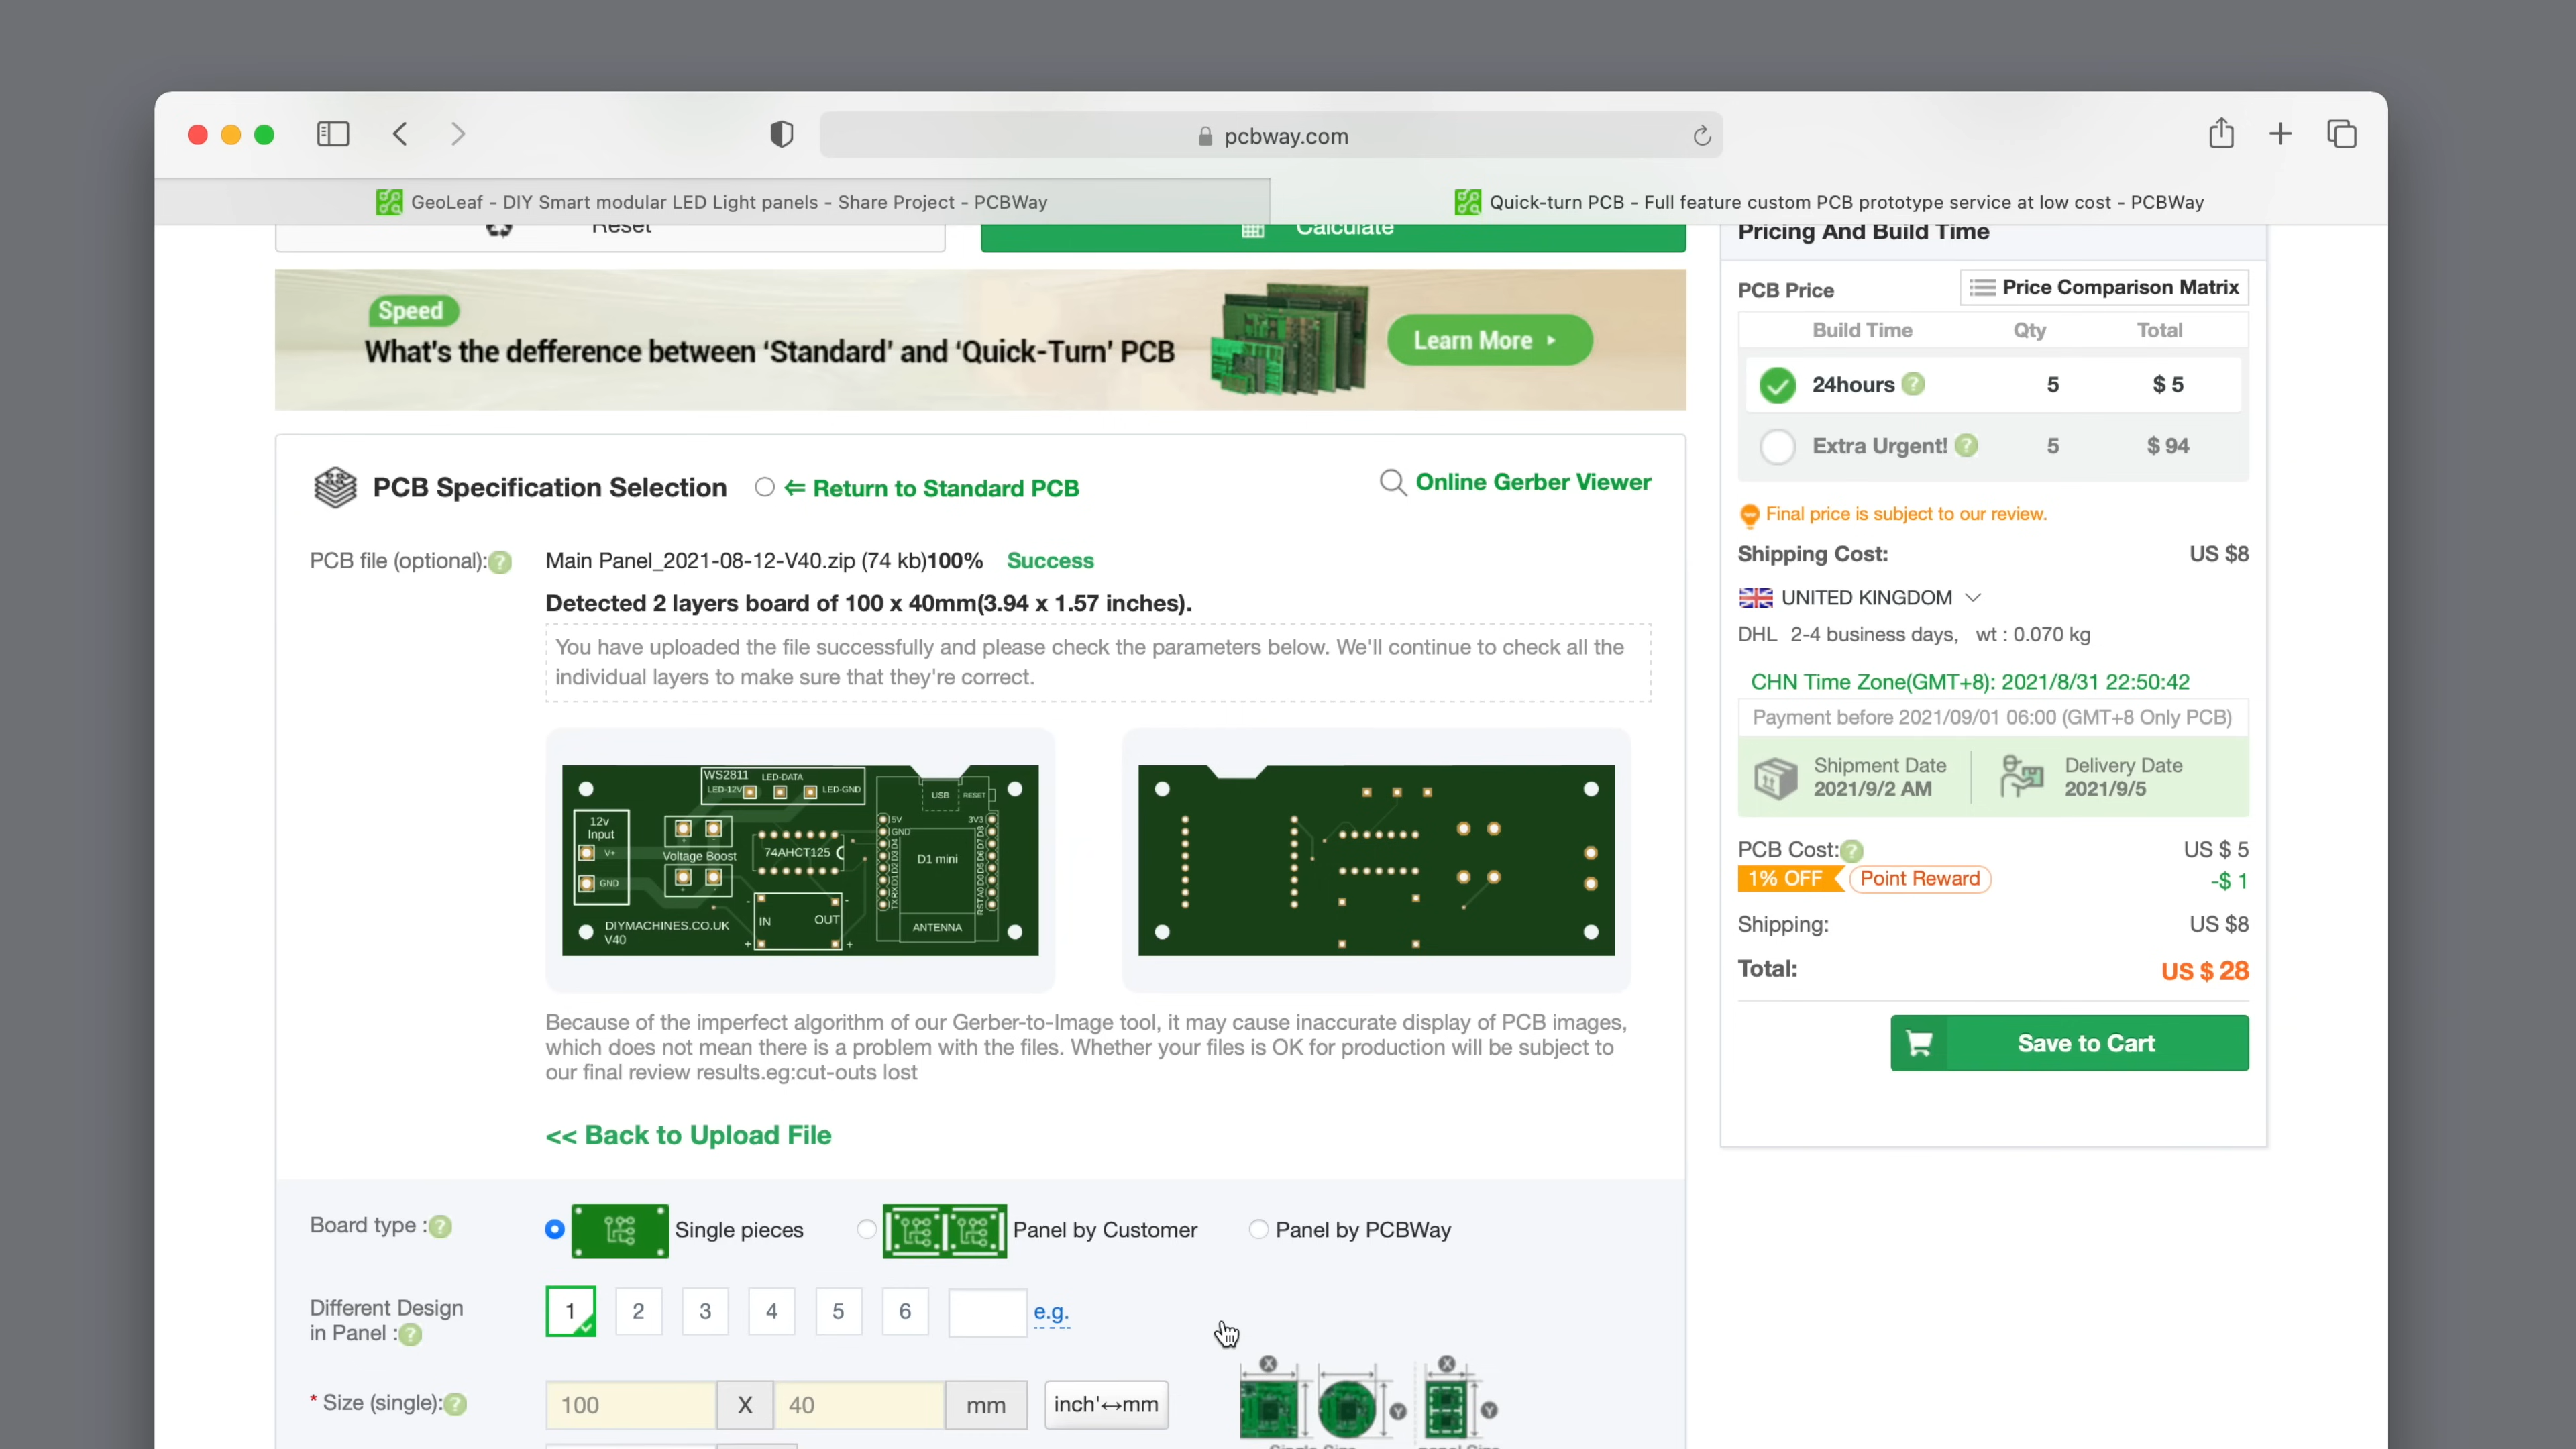 pcbway.com
GeoLeaf - DIY Smart modular LED Light panels - Share Project - PCBWay
Quick-turn PCB - Full feature custom PCB prototype service at low cost - PCBWay
Reset
Calculate
Speed
What's the defference between ‘Standard’ and ‘Quick-Turn’ PCB
Learn More
PCB Specification Selection
⇐ Return to Standard PCB
Online Gerber Viewer
PCB file (optional):
Main Panel_2021-08-12-V40.zip (74 kb)100% Success
Detected 2 layers board of 100 x 40mm(3.94 x 1.57 inches).
You have uploaded the file successfully and please check the parameters below. We'll continue to check all the
individual layers to make sure that they're correct.
WS2811
LED-DATA
LED-12V
LED-GND
USB
RESET
12v
Input
V+
GND
Voltage Boost
74AHCT125
5V
GND
3V3
D1 mini
IN
OUT
ANTENNA
DIYMACHINES.CO.UK
V40
Because of the imperfect algorithm of our Gerber-to-Image tool, it may cause inaccurate display of PCB images,
which does not mean there is a problem with the files. Whether your files is OK for production will be subject to
our final review results.eg:cut-outs lost
<< Back to Upload File
Board type :
Single pieces
Panel by Customer
Panel by PCBWay
Different Design
in Panel :
1 2 3 4 5 6 e.g.
* Size (single):
100 X 40 mm inch'↔mm
X X
Y Y
Pricing And Build Time
PCB Price
Price Comparison Matrix
Build Time Qty Total
24hours 5 $ 5
Extra Urgent! 5 $ 94
Final price is subject to our review.
Shipping Cost: US $8
UNITED KINGDOM
DHL 2-4 business days, wt : 0.070 kg
CHN Time Zone(GMT+8): 2021/8/31 22:50:42
Payment before 2021/09/01 06:00 (GMT+8 Only PCB)
Shipment Date
2021/9/2 AM
Delivery Date
2021/9/5
PCB Cost: US $ 5
1% OFF Point Reward -$ 1
Shipping: US $8
Total: US $ 28
Save to Cart